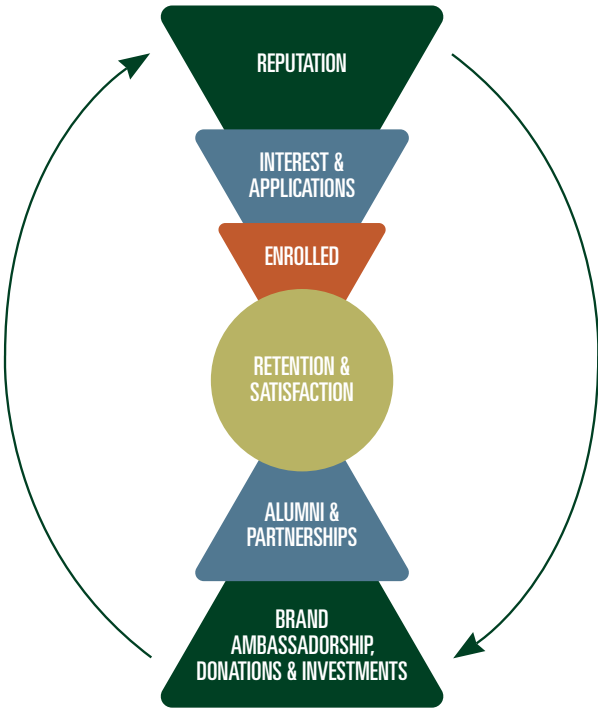 REPUTATION
INTEREST &
APPLICATIONS
ENROLLED
RETENTION &
SATISFACTION
ALUMNI &
PARTNERSHIPS
BRAND
AMBASSADORSHIP,
DONATIONS & INVESTMENTS